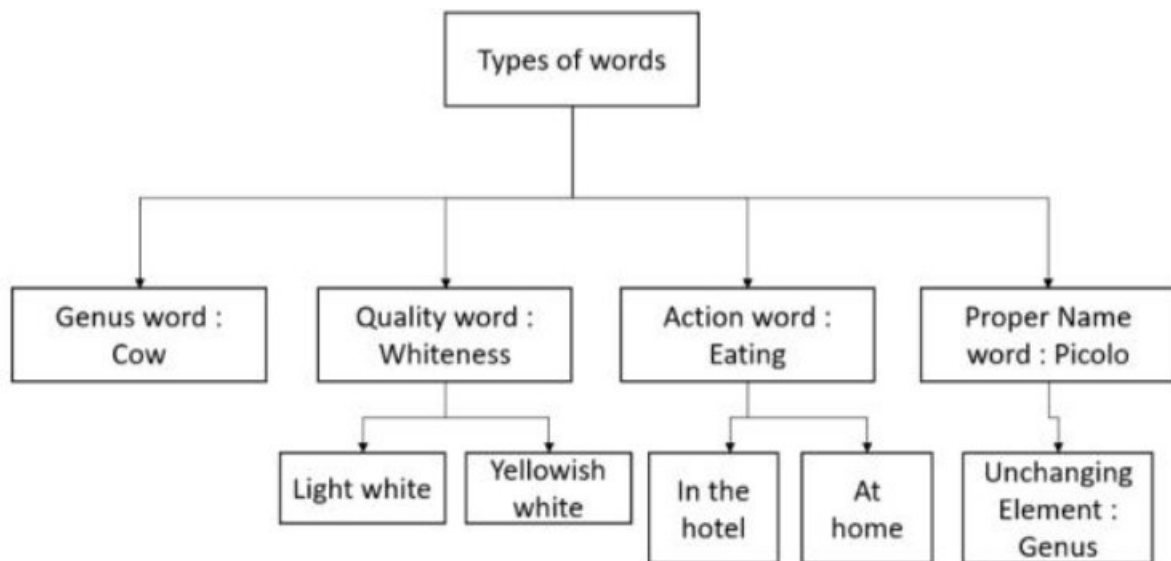 Types of words
Genus word :
Cow
Quality word :
Whiteness
Action word :
Eating
Proper Name
word : Picolo
Light white
Yellowish
white
In the
hotel
At
home
Unchanging
Element :
Genus